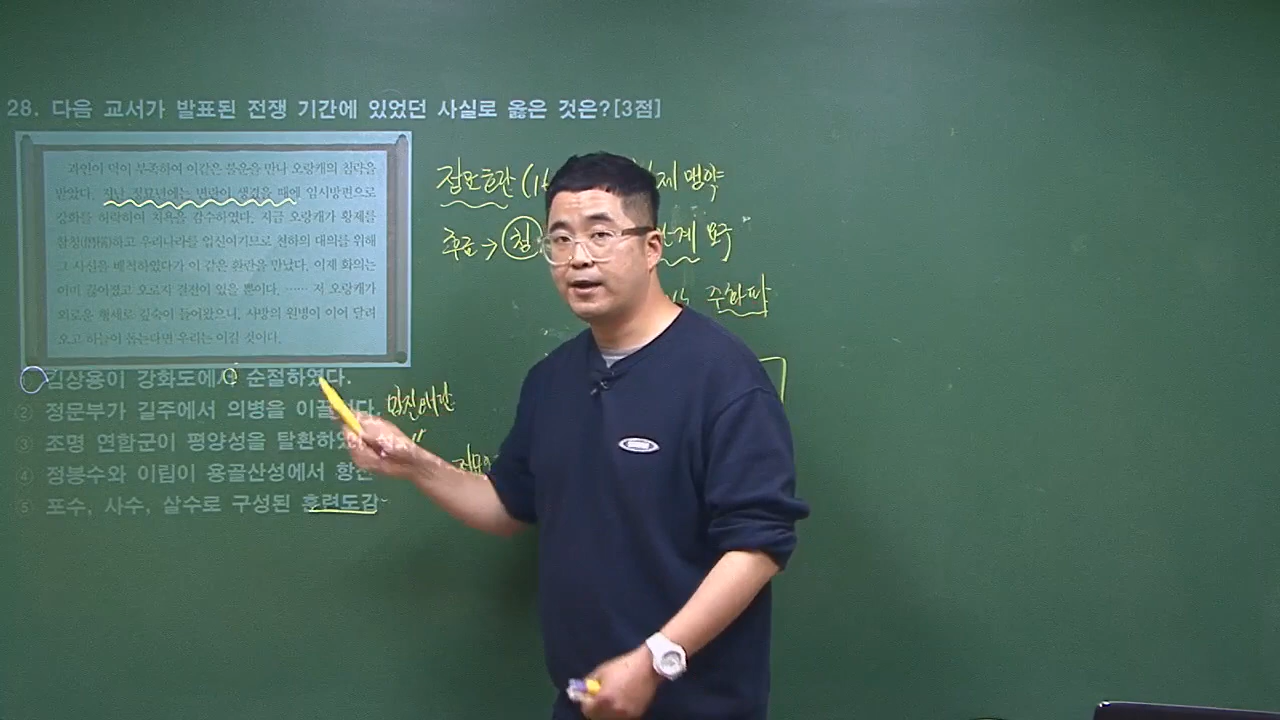 28. 다음 교서가 발표된 전쟁 기간에 있었던 사실로 옳은 것은?[3점]
과인이 덕이 부족하여 이같은 불운을 만나 오랑캐의 침략을
받았다. 지난 정묘년에는 변란이 생겼을 때에 임시방편으로
강화를 허락하여 치욕을 감수하였다. 지금 오랑캐가 황제를
참칭(僭稱)하고 우리나라를 업신여기므로 천하의 대의를 위해
그 사신을 배척하였다가 이 같은 환란을 만났다. 이제 화의는
이미 끊어졌고 오로지 결전이 있을 뿐이다. …… 저 오랑캐가
외로운 형세로 깊숙이 들어왔으니, 사방의 원병이 이어 달려
오고 하늘이 돕는다면 우리는 이길 것이다.
김상용이 강화도에서 순절하였다.
② 정문부가 길주에서 의병을
③ 조명 연합군이 평양성을 탈환하였
④ 정봉수와 이립이 용골산성에서 항전
⑤ 포수, 사수, 살수로 구성된 훈련도감
정묘호란 제 맹약
후금 → 청 관계 요구
주화파
임진왜란
"